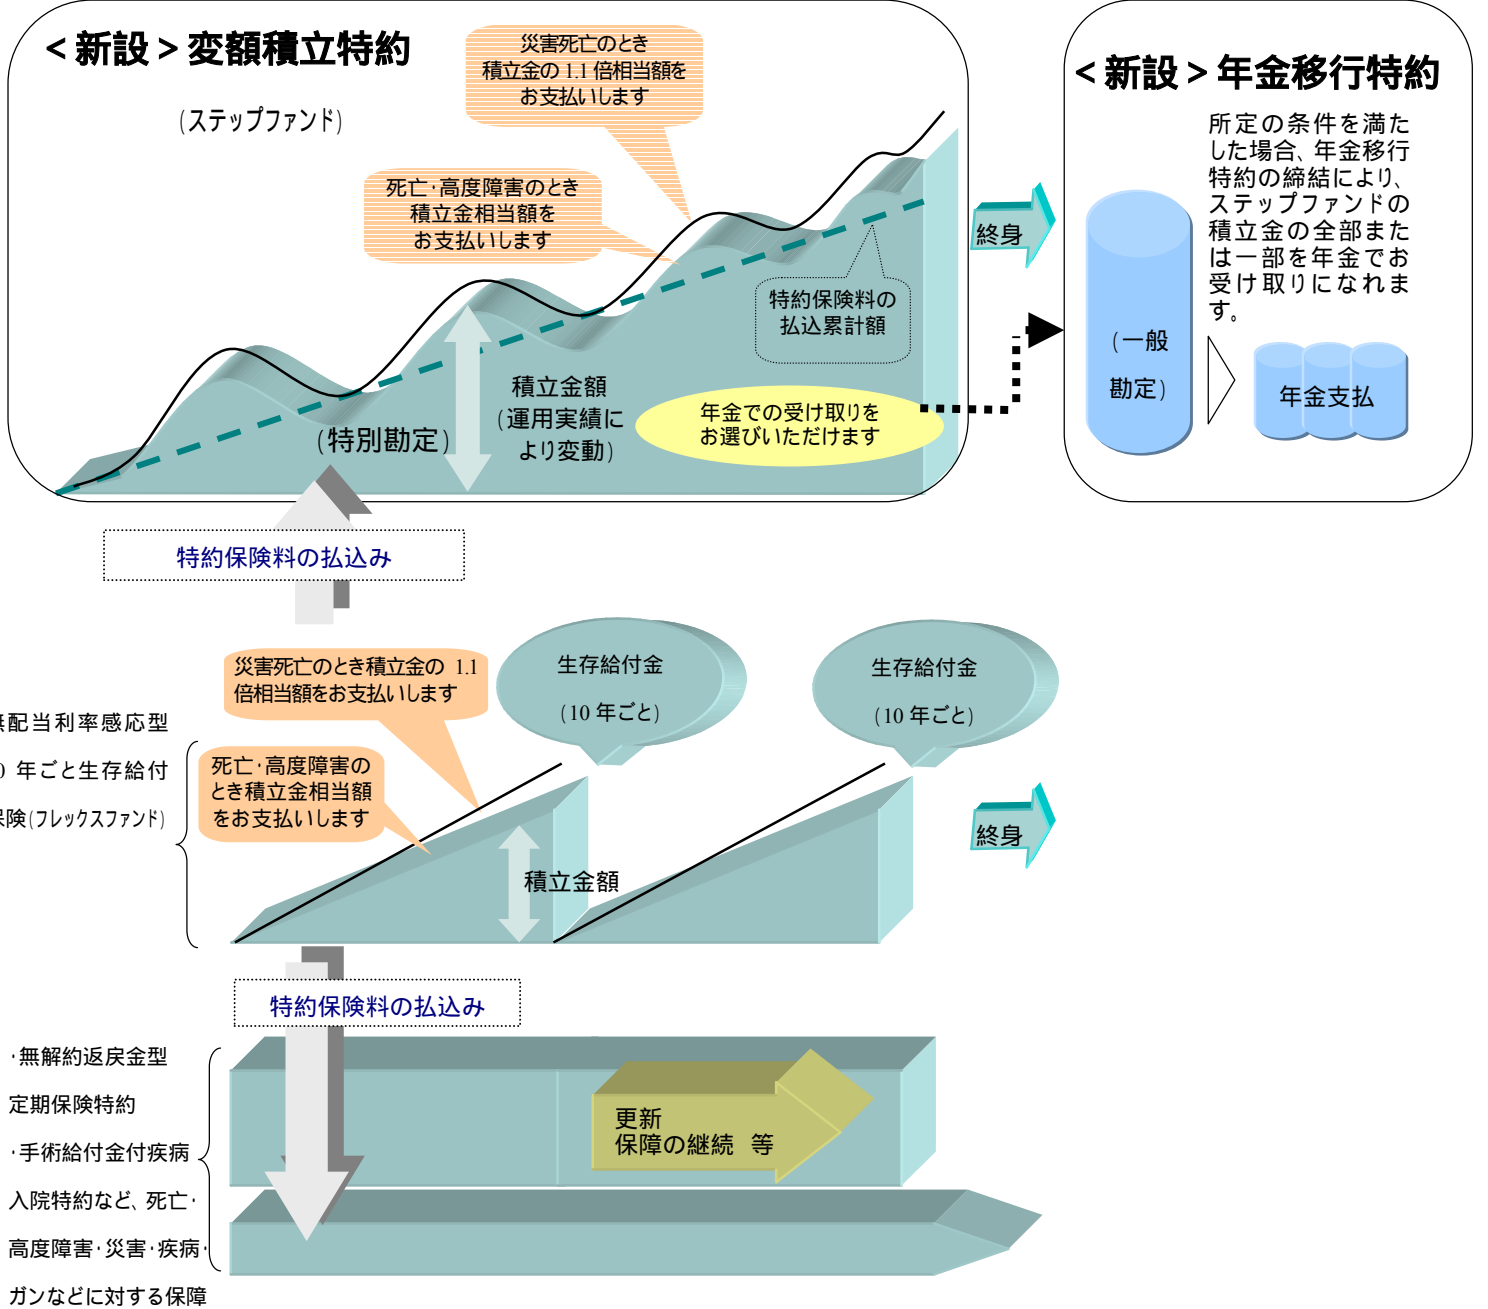 ＜新設＞変額積立特約
(ステップファンド)
災害死亡のとき
積立金の 1.1 倍相当額を
お支払いします
死亡・高度障害のとき
積立金相当額を
お支払いします
特約保険料の
払込累計額
積立金額
(運用実績に
より変動)
(特別勘定)
年金での受け取りを
お選びいただけます
終身
＜新設＞年金移行特約
所定の条件を満た
した場合、年金移行
特約の締結により、
ステップファンドの
積立金の全部また
は一部を年金でお
受け取りになれま
す。
(一般
勘定)
年金支払
特約保険料の払込み
災害死亡のとき積立金の 1.1
倍相当額をお支払いします
死亡・高度障害の
とき積立金相当額
をお支払いします
生存給付金
(10 年ごと)
生存給付金
(10 年ごと)
配当利率感応型
年ごと生存給付
険(フレックスファンド)
積立金額
終身
特約保険料の払込み
・無解約返戻金型
定期保険特約
・手術給付金付疾病
入院特約など、死亡・
高度障害・災害・疾病・
ガンなどに対する保障
更新
保障の継続 等